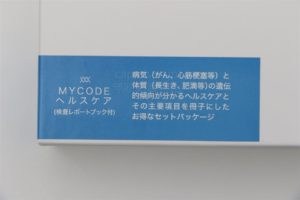 MYCODE
ヘルスケア
(検査レポートブック付)
病気（がん、心筋梗塞等）と
体質（長生き、肥満等）の遺伝
的傾向が分かるヘルスケアと
その主要項目を冊子にした
お得なセットパッケージ